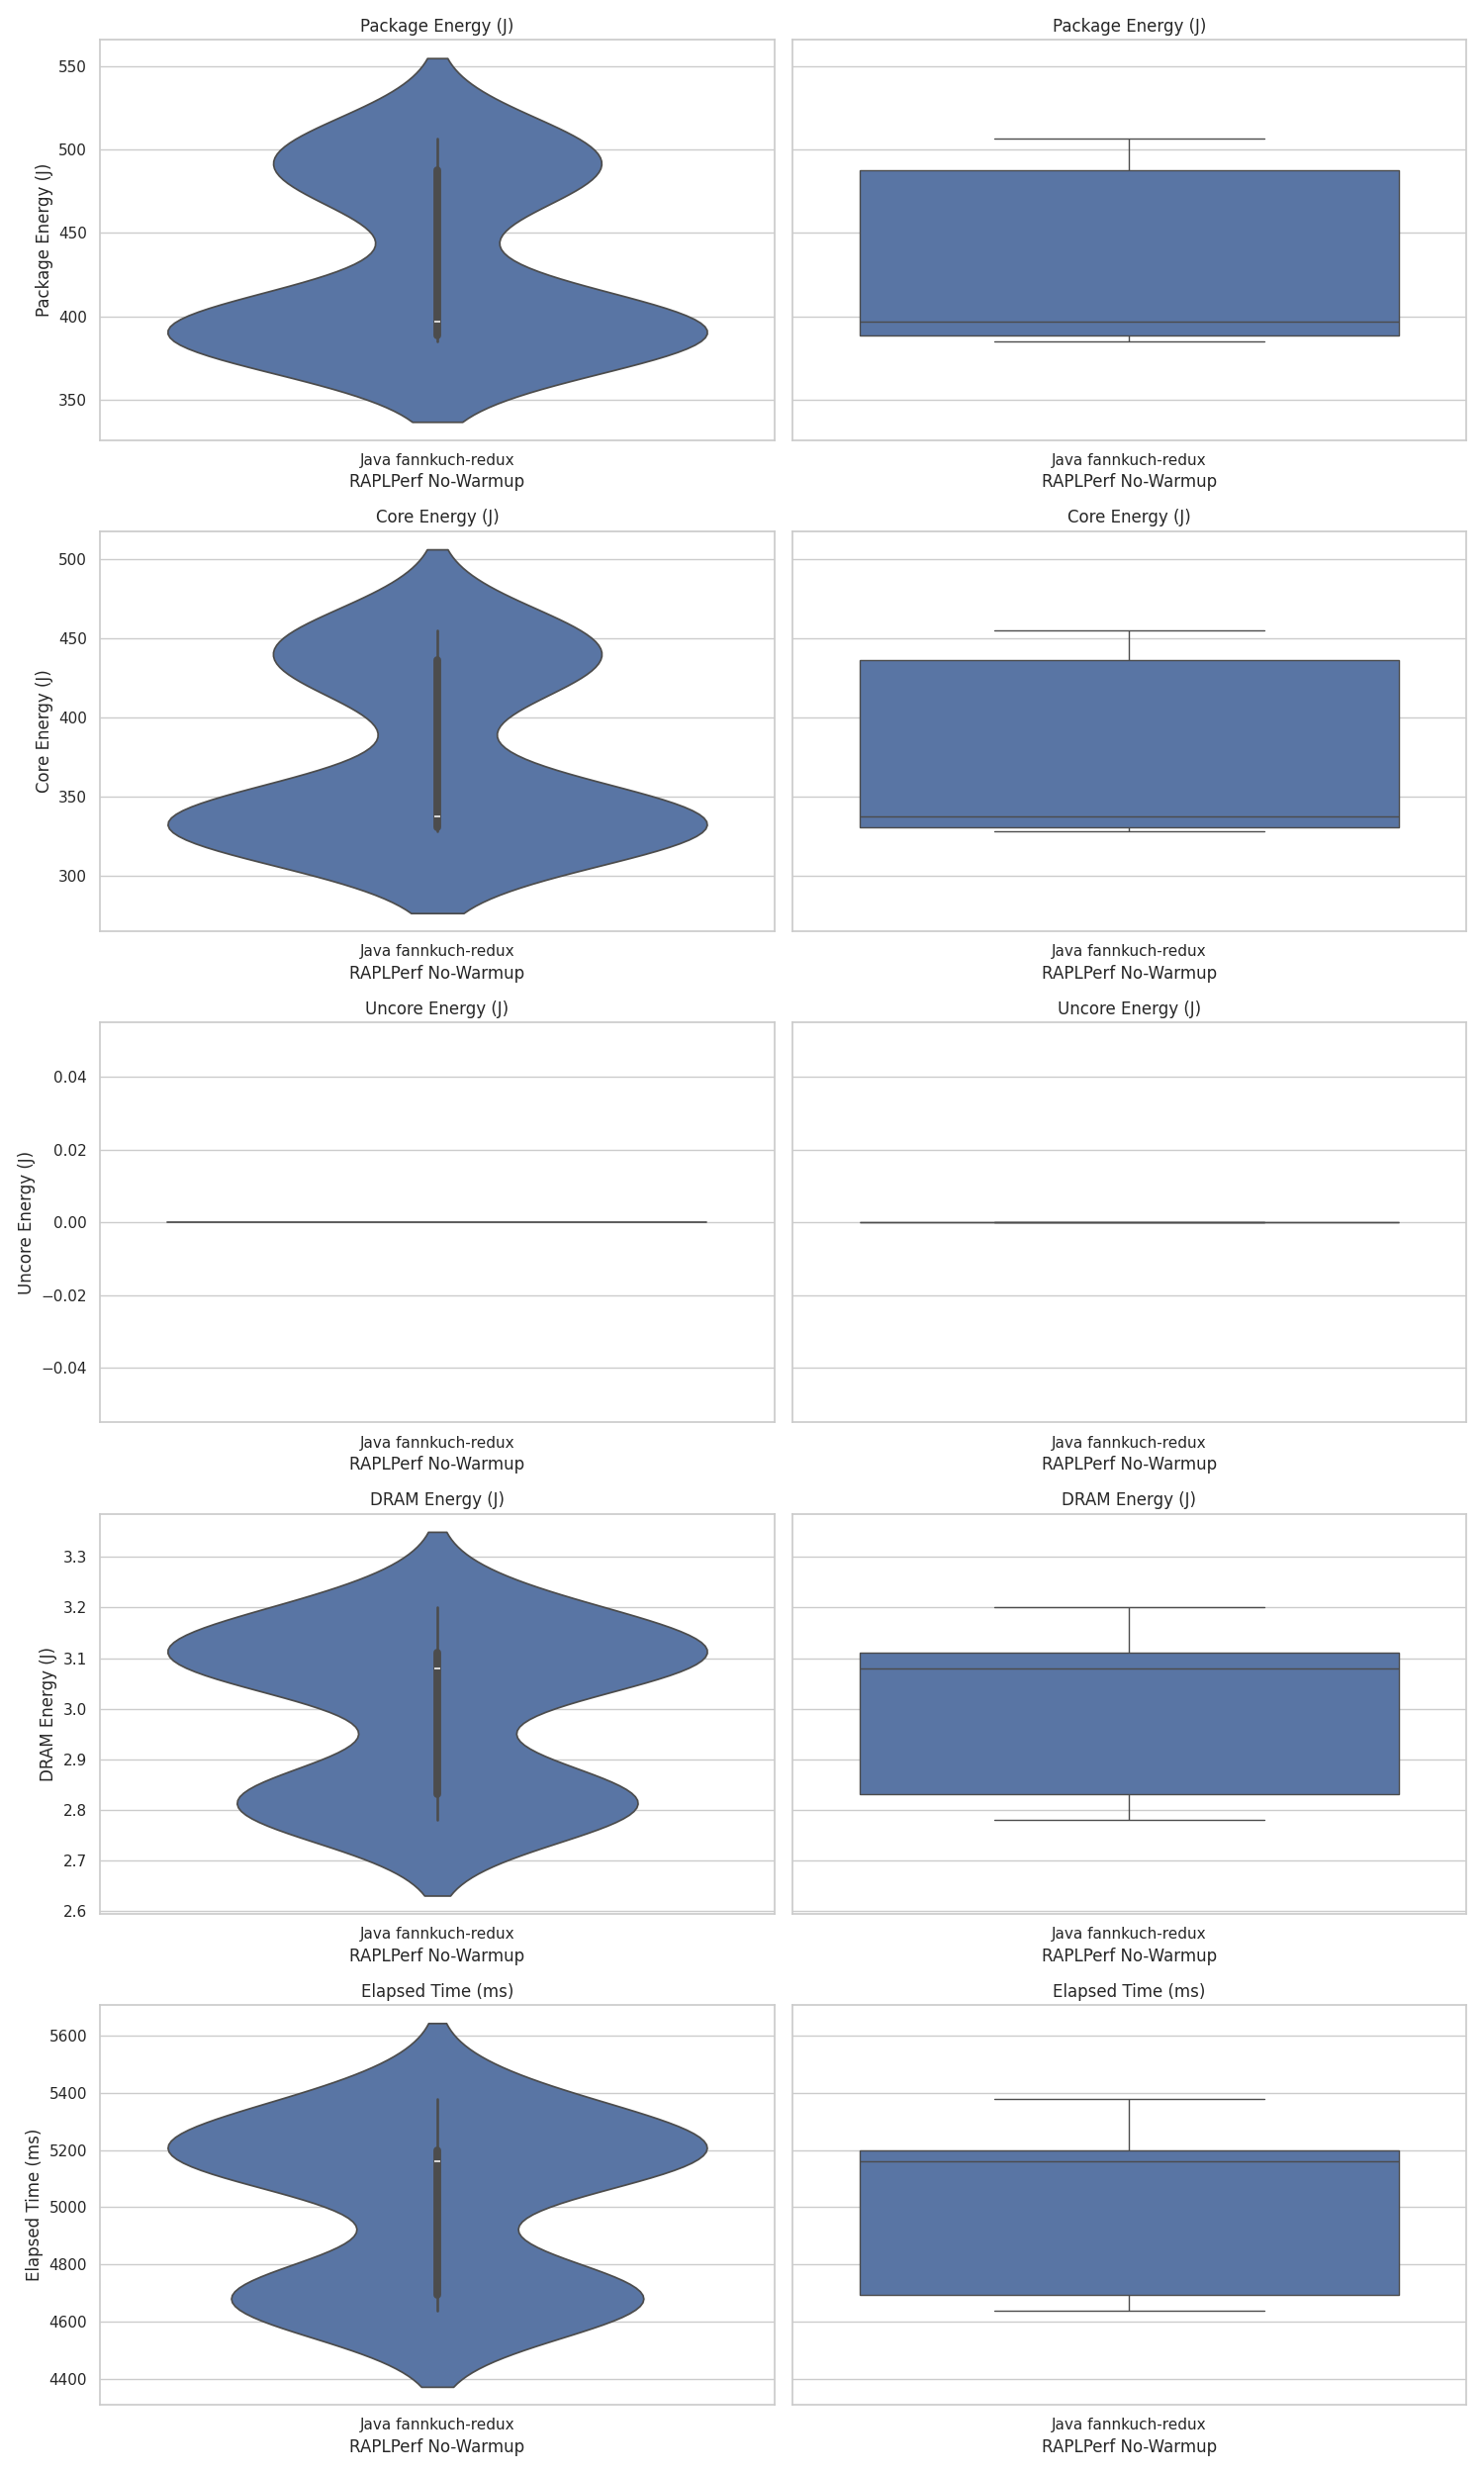 Package Energy (J)
Package Energy (J)
550
500
450
400
350
Package Energy (J)
Java fannkuch-redux
Java fannkuch-redux
RAPLPerf No-Warmup
RAPLPerf No-Warmup
Core Energy (J)
Core Energy (J)
500
450
400
350
300
Core Energy (J)
Java fannkuch-redux
Java fannkuch-redux
RAPLPerf No-Warmup
RAPLPerf No-Warmup
Uncore Energy (J)
Uncore Energy (J)
0.04
0.02
0.00
−0.02
−0.04
Uncore Energy (J)
Java fannkuch-redux
Java fannkuch-redux
RAPLPerf No-Warmup
RAPLPerf No-Warmup
DRAM Energy (J)
DRAM Energy (J)
3.3
3.2
3.1
3.0
2.9
2.8
2.7
2.6
DRAM Energy (J)
Java fannkuch-redux
Java fannkuch-redux
RAPLPerf No-Warmup
RAPLPerf No-Warmup
Elapsed Time (ms)
Elapsed Time (ms)
5600
5400
5200
5000
4800
4600
4400
Elapsed Time (ms)
Java fannkuch-redux
Java fannkuch-redux
RAPLPerf No-Warmup
RAPLPerf No-Warmup